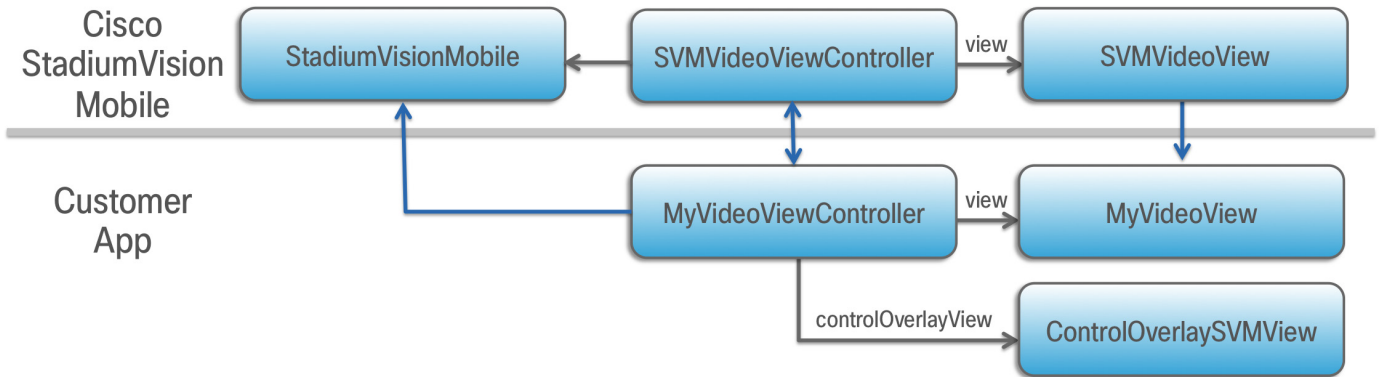 Cisco
StadiumVision
Mobile
StadiumVisionMobile
SVMVideoViewController
view
SVMVideoView
Customer
App
MyVideoViewController
view
MyVideoView
controlOverlayView
ControlOverlaySVMView